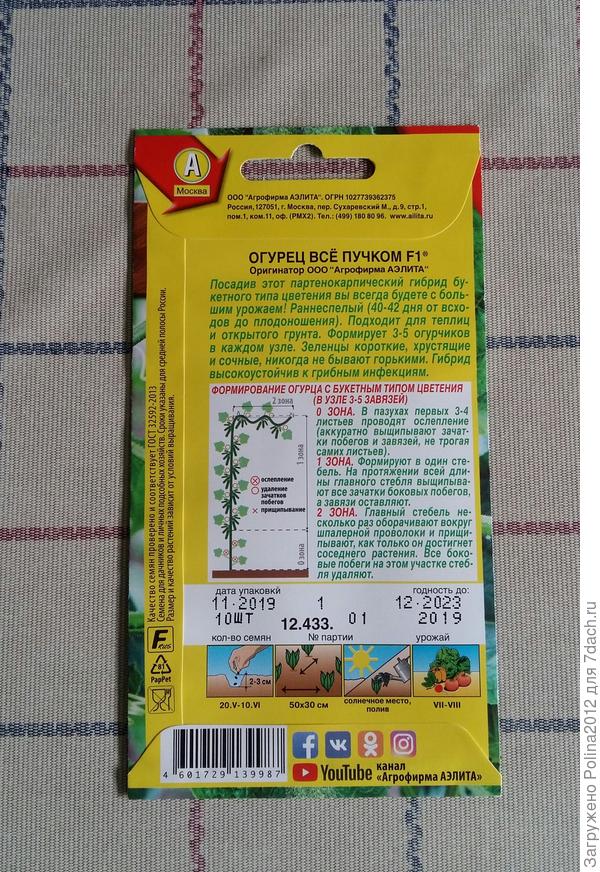 А
Москва
ООО "Агрофирма АЭЛИТА". ОГРН 1027739362375
Россия, 127051, г. Москва, пер. Сухаревский М., д.9, стр.1,
пом.1, ком.11, оф. (РМХ2). Тел.: (499) 180 80 96. www.ailita.ru
ОГУРЕЦ ВСЁ ПУЧКОМ F1®
Оригинатор ООО "Агрофирма АЭЛИТА"
Посадив этот партенокарпический гибрид бу-
кетного типа цветения вы всегда будете с боль-
шим урожаем! Раннеспелый (40-42 дня от всхо-
дов до плодоношения). Подходит для теплиц
и открытого грунта. Формирует 3-5 огурчиков
в каждом узле. Зеленцы короткие, хрустящие
и сочные, никогда не бывают горькими. Гибрид
высокоустойчив к грибным инфекциям.
ФОРМИРОВАНИЕ ОГУРЦА С БУКЕТНЫМ ТИПОМ ЦВЕТЕНИЯ
(В УЗЛЕ 3-5 ЗАВЯЗЕЙ)
2 зона
1 зона
0 зона
ослепление
удаление
зачатков
побегов
прищипывание
0 ЗОНА. В пазухах первых 3-4
листьев проводят ослепление
(аккуратно выщипывают зачат-
ки побегов и завязей, не трогая
самих листьев).
1 ЗОНА. Формируют в один сте-
бель. На протяжении всей дли-
ны главного стебля выщипыва-
ют все зачатки боковых побегов,
а завязи оставляют.
2 ЗОНА. Главный стебель не-
сколько раз оборачивают вокруг
шпалерной проволоки и прищи-
пывают, как только он достигнет
соседнего растения. Все боко-
вые побеги на этом участке стеб-
ля удаляют.
Качество семян проверено и соответствует ГОСТ 32592-2013
Семена для дачников и личных подсобных хозяйств. Сроки указаны для средней полосы России.
Размер и качество растений зависит от условий выращивания.
дата упаковки
годность до:
11·2019 1 12·2023
10ШТ 12.433. 01 2019
кол-во семян
№ партии
урожай
F
81
PapPet
2-3 см
20.V-10.VI
50х30 см
солнечное место,
полив
VII-VIII
4 601729 139987
YouTube канал
«Агрофирма АЭЛИТА»
Загружено Polina2012 для 7dach.ru